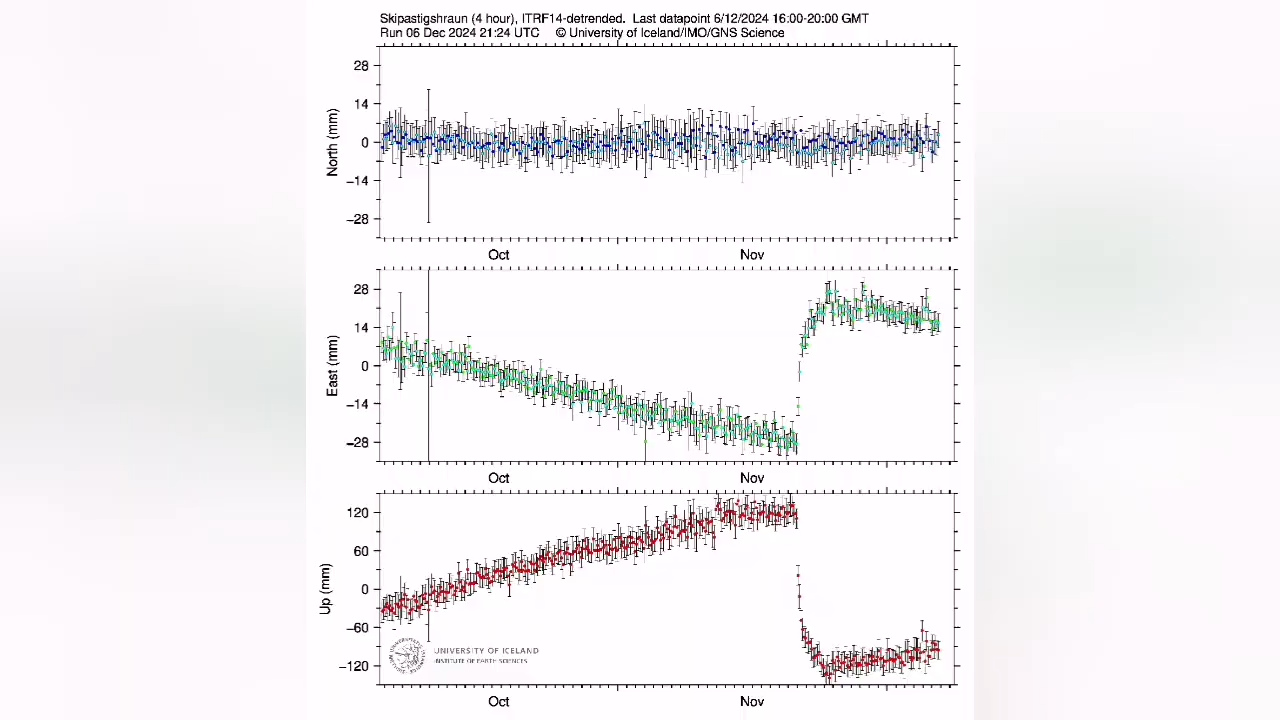 Skipastigshraun (4 hour), ITRF14-detrended. Last datapoint 6/12/2024 16:00-20:00 GMT
Run 06 Dec 2024 21:24 UTC © University of Iceland/IMO/GNS Science
28
14
0
−14
−28
North (mm)
Oct Nov
28
14
0
−14
−28
East (mm)
Oct Nov
120
60
0
−60
−120
Up (mm)
UNIVERSITY OF ICELAND
INSTITUTE OF EARTH SCIENCES
Oct Nov